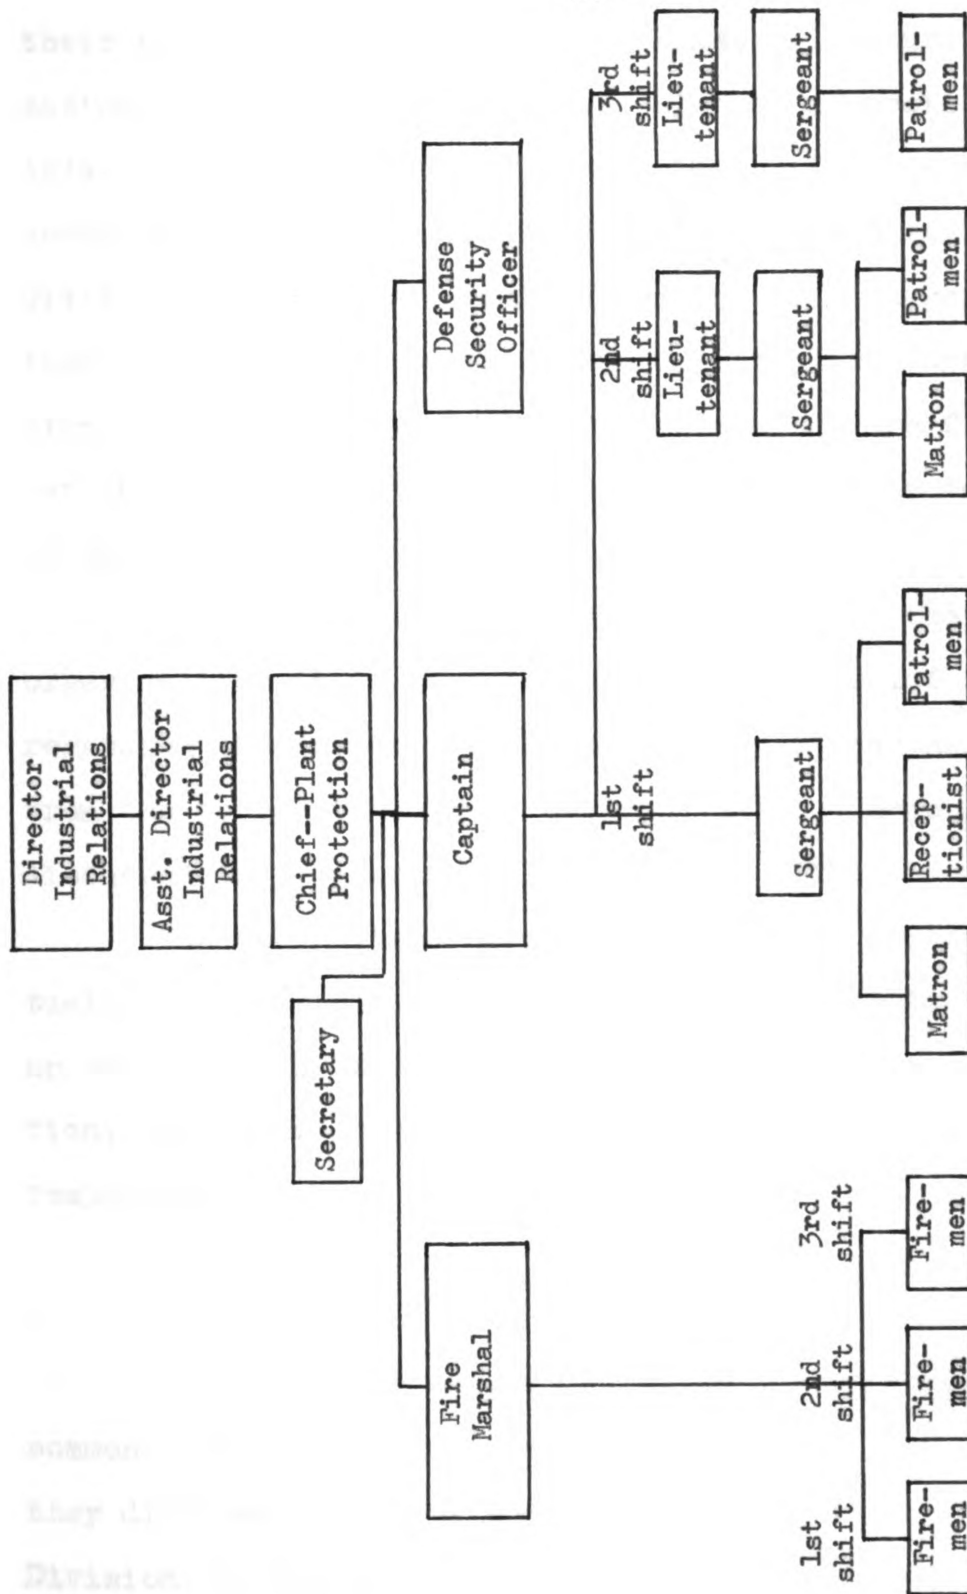 Director
Industrial
Relations
Asst. Director
Industrial
Relations
Chief--Plant
Protection
Secretary
Fire
Marshal
Captain
Defense
Security
Officer
1st
shift
2nd
shift
3rd
shift
Fire-
men
Fire-
men
Fire-
men
1st
shift
Sergeant
Matron
Recep-
tionist
Patrol-
men
2nd
shift
Lieu-
tenant
Sergeant
Matron
Patrol-
men
3rd
shift
Lieu-
tenant
Sergeant
Patrol-
men